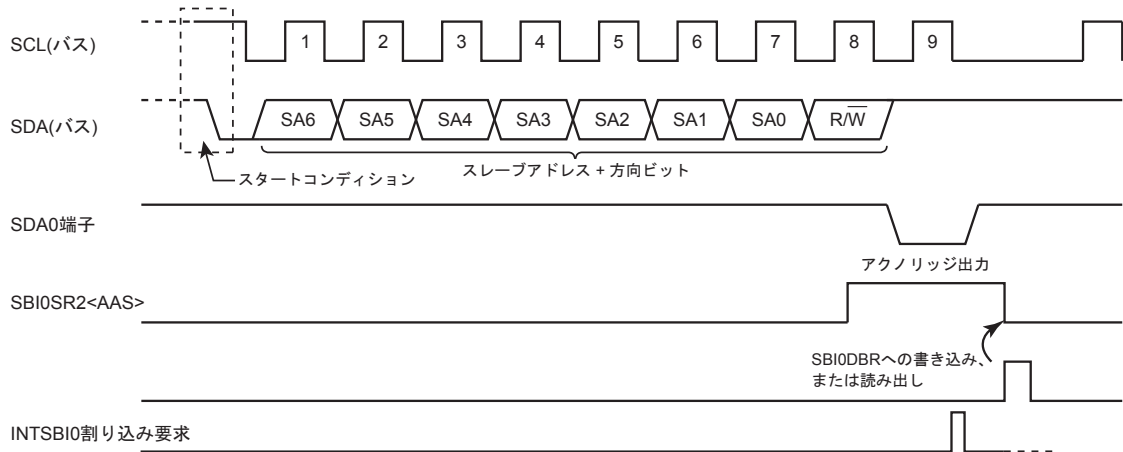 SCL(バス)
1 2 3 4 5 6 7 8 9
SDA(バス)
SA6 SA5 SA4 SA3 SA2 SA1 SA0 R/W̅
スレーブアドレス + 方向ビット
スタートコンディション
SDA0端子
アクノリッジ出力
SBI0SR2<AAS>
SBI0DBRへの書き込み、
または読み出し
INTSBI0割り込み要求